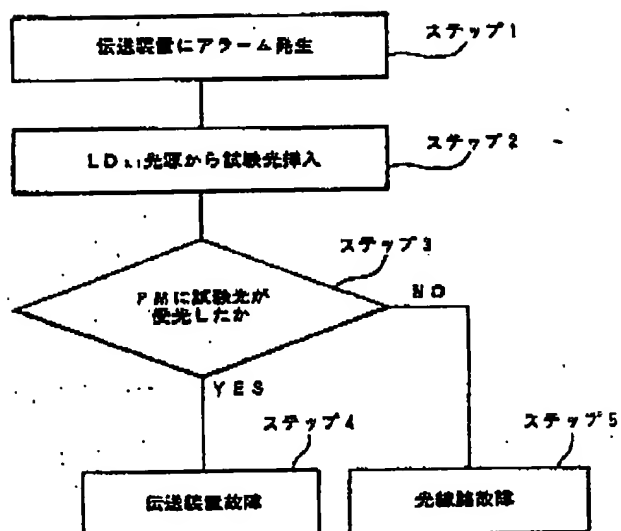 ステップ1
伝送装置にアラーム発生
ステップ2
LDλ1光源から試験光挿入
ステップ3
PMに試験光が
受光したか
NO
YES
ステップ4
ステップ5
伝送装置故障
光線路故障